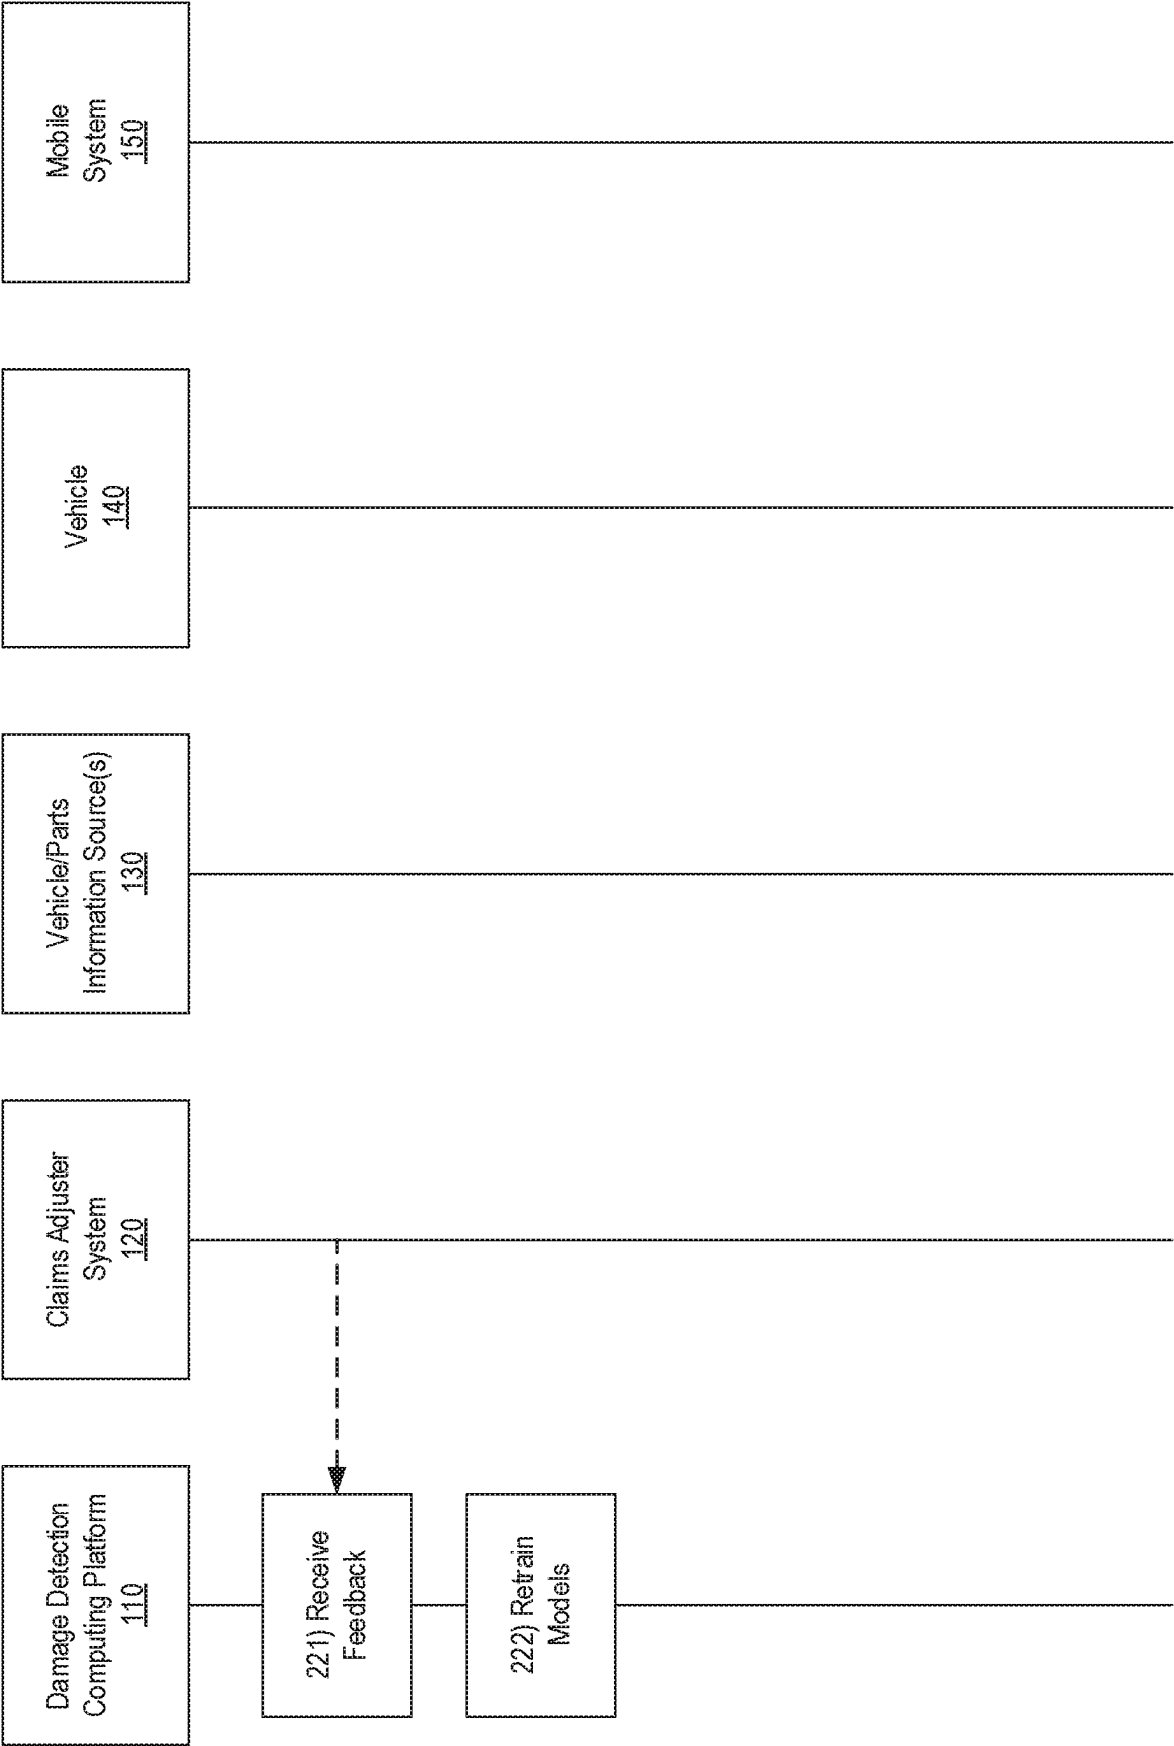 Damage Detection
Computing Platform
110
Claims Adjuster
System
120
Vehicle/Parts
Information Source(s)
130
Vehicle
140
Mobile
System
150
221) Receive
Feedback
222) Retrain
Models